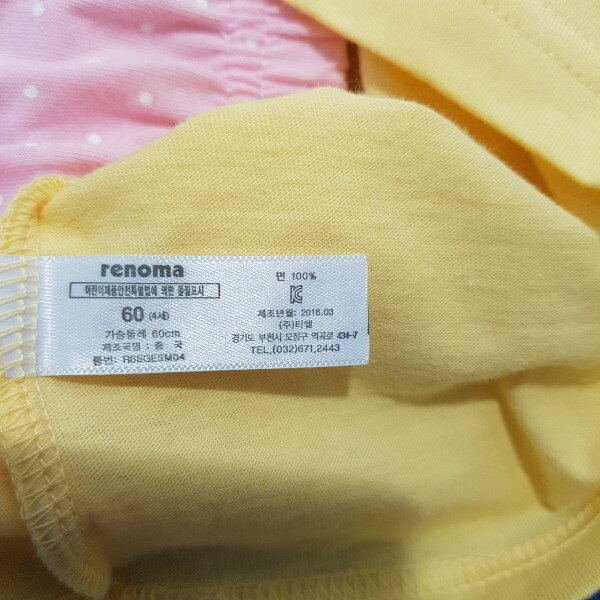 renoma
어린이제품안전특별법에 의한 품질표시
60 (4세)
가슴둘레 60cm
제조국명 : 중 국
품번: R6SGESM04
면 100%
제조년월: 2016.03
(주)티엘
경기도 부천시 오정구 역곡로 434-7
TEL,(032)671,2443